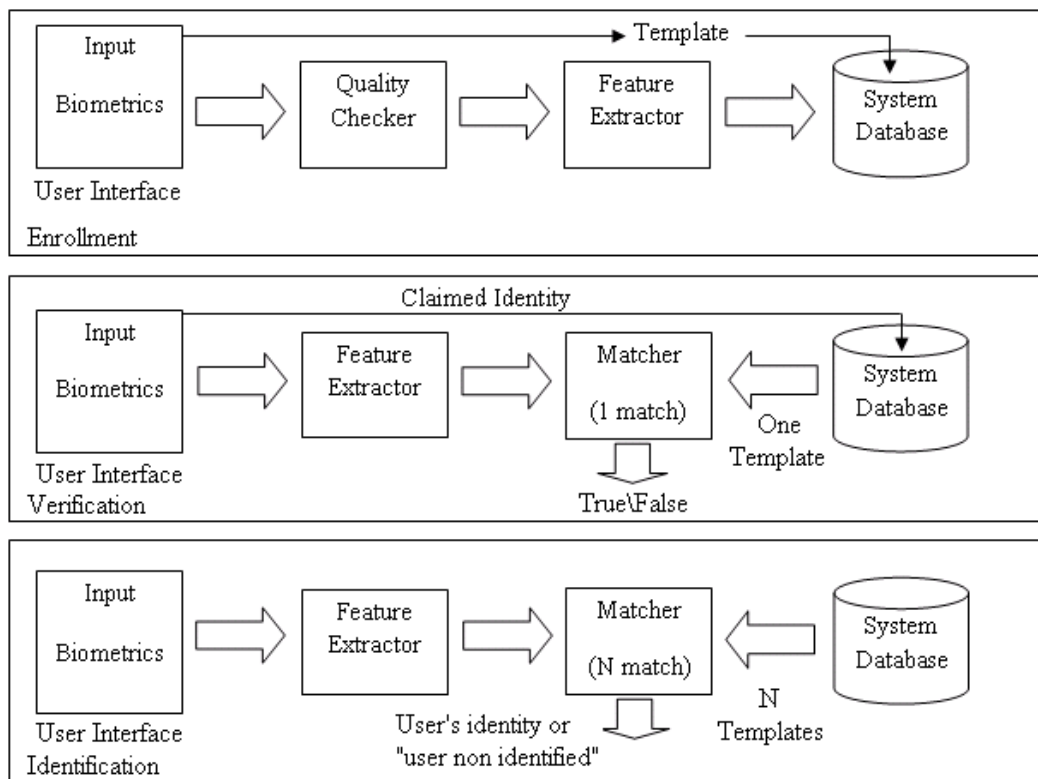 Input
Biometrics
User Interface
Template
Quality
Checker
Feature
Extractor
System
Database
Enrollment
Claimed Identity
Input
Biometrics
User Interface
Feature
Extractor
Matcher
(1 match)
True\False
One
Template
System
Database
Verification
Input
Biometrics
User Interface
Feature
Extractor
Matcher
(N match)
User's identity or
"user non identified"
N
Templates
System
Database
Identification